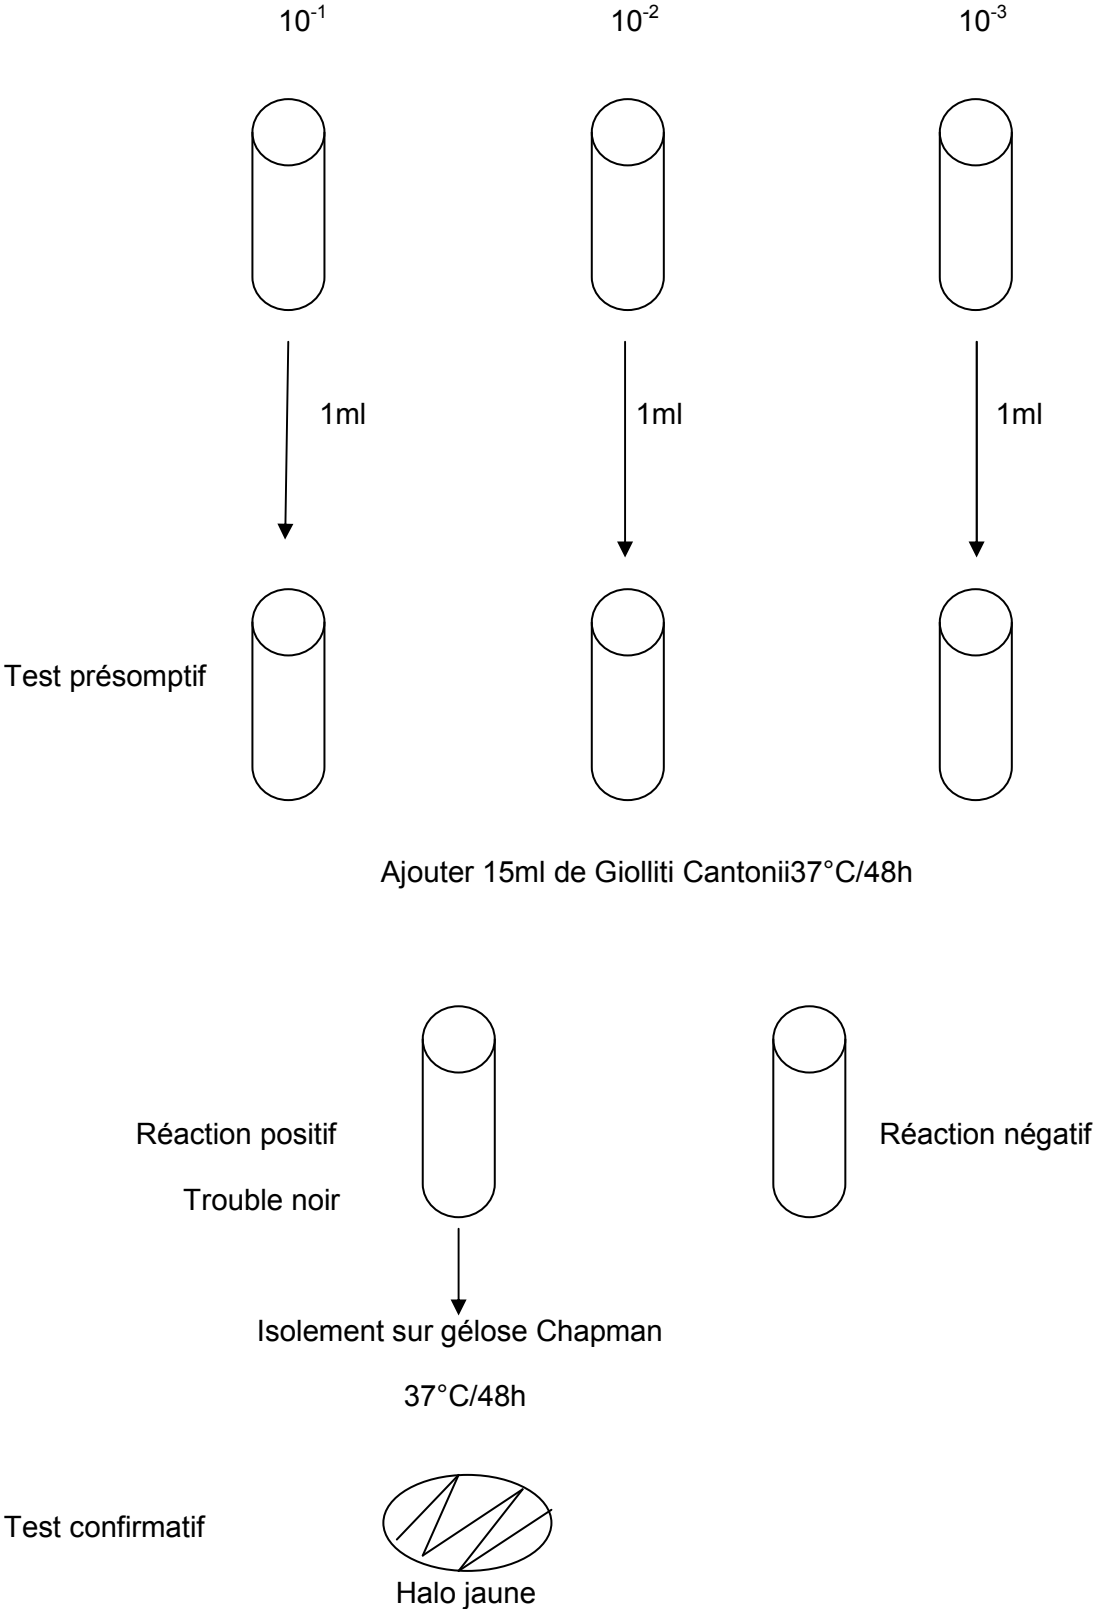 10-1 10-2 10-3
1ml 1ml 1ml
Test présomptif
Ajouter 15ml de Giolliti Cantonii37°C/48h
Réaction positif Réaction négatif
Trouble noir
Isolement sur gélose Chapman
37°C/48h
Test confirmatif
Halo jaune